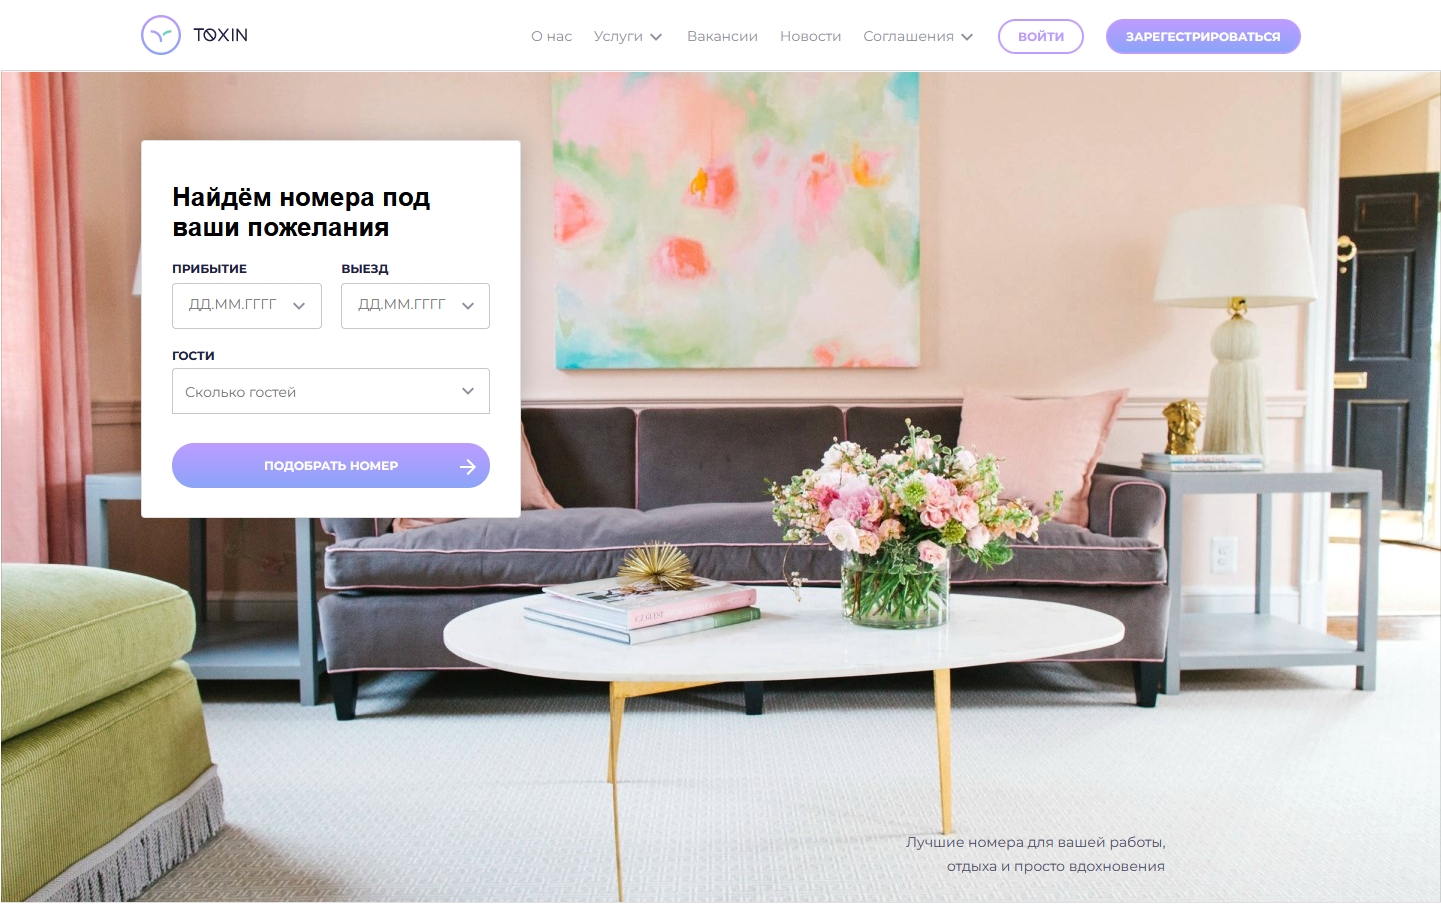 TOXIN
О нас
Услуги
Вакансии
Новости
Соглашения
ВОЙТИ
ЗАРЕГЕСТРИРОВАТЬСЯ
Найдём номера под
ваши пожелания
ПРИБЫТИЕ
ВЫЕЗД
ДД.ММ.ГГГГ
ДД.ММ.ГГГГ
ГОСТИ
Сколько гостей
ПОДОБРАТЬ НОМЕР
Лучшие номера для вашей работы,
отдыха и просто вдохновения